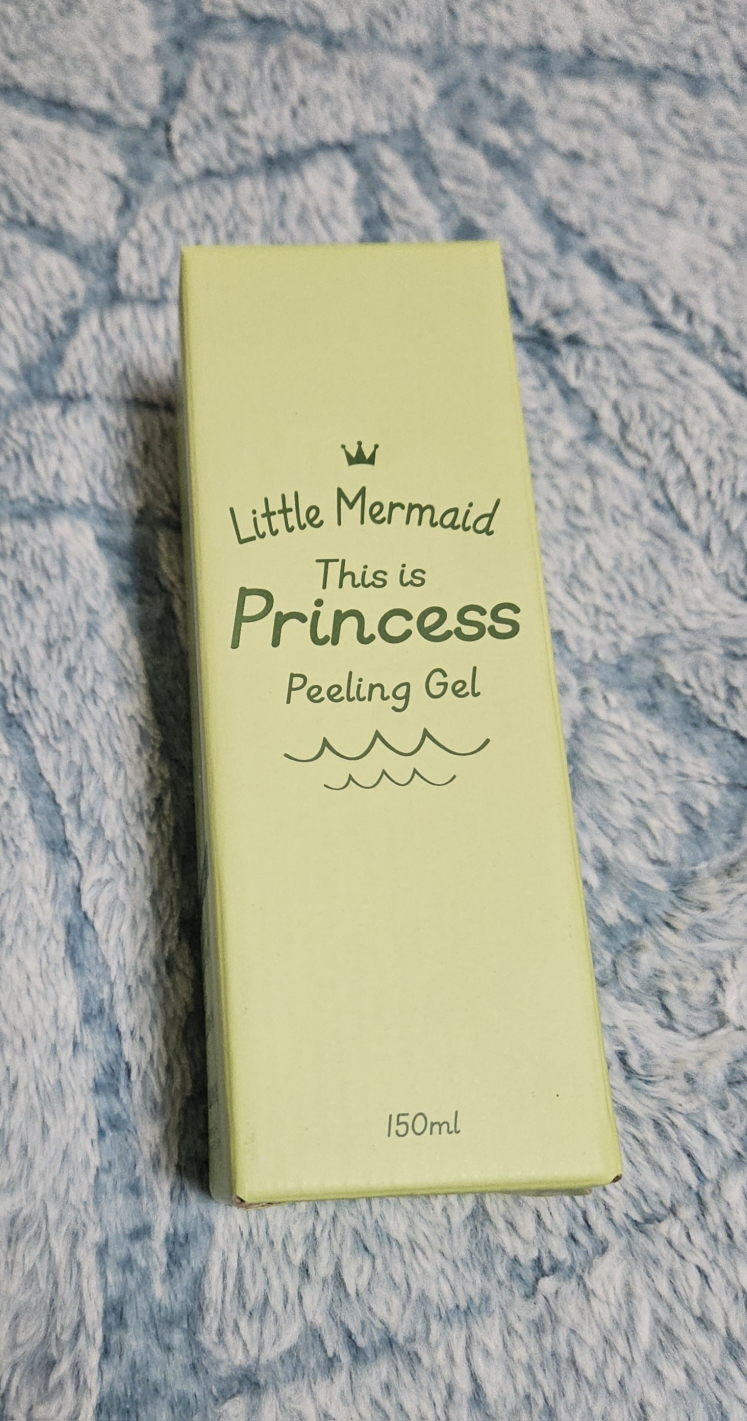 Little Mermaid
This is
Princess
Peeling Gel
150ml